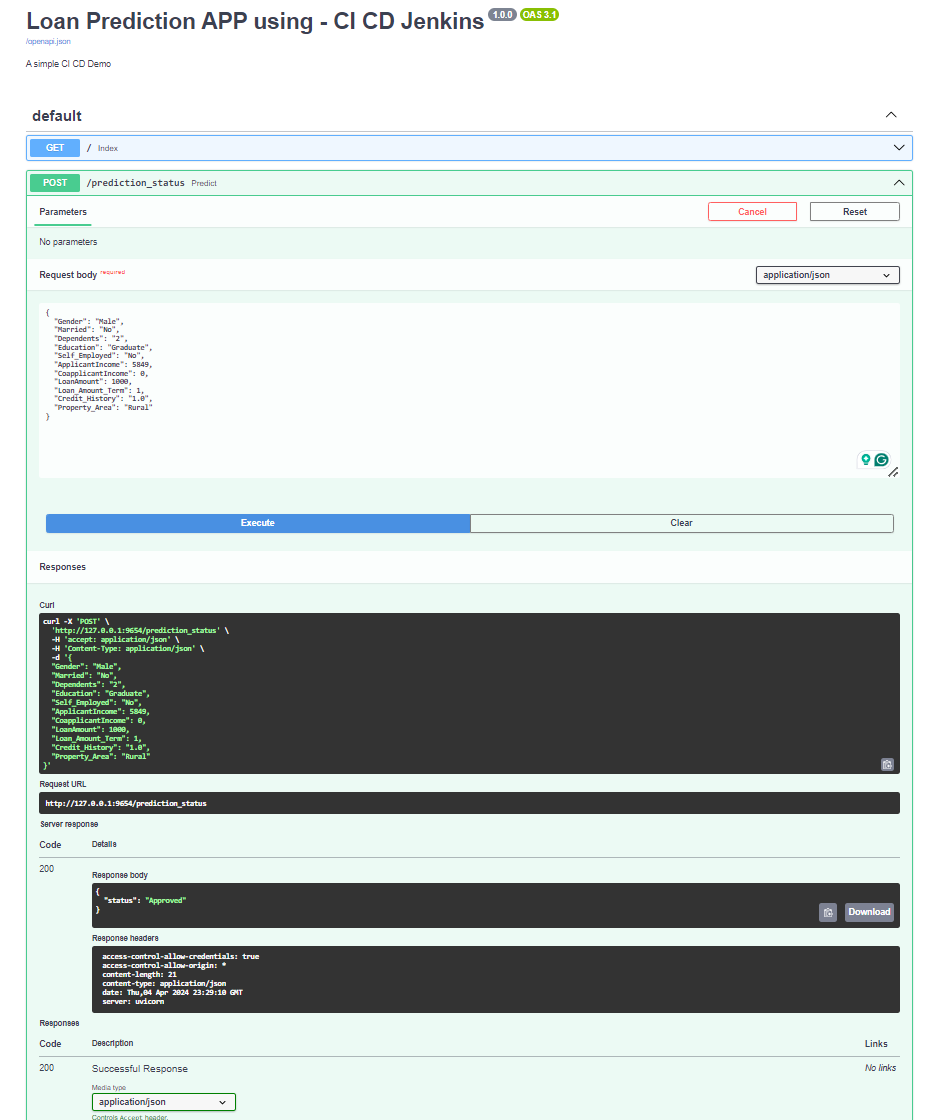 Loan Prediction APP using - CI CD Jenkins 1.0.0 OAS 3.1
/openapi.json
A simple CI CD Demo
default
GET / Index
POST /prediction_status Predict
Parameters Cancel Reset
No parameters
Request body required application/json
{
"Gender": "Male",
"Married": "No",
"Dependents": "2",
"Education": "Graduate",
"Self_Employed": "No",
"ApplicantIncome": 5849,
"CoapplicantIncome": 0,
"LoanAmount": 1000,
"Loan_Amount_Term": 1,
"Credit_History": "1.0",
"Property_Area": "Rural"
}
Execute Clear
Responses
Curl
curl -X 'POST' \
'http://127.0.0.1:9654/prediction_status' \
-H 'accept: application/json' \
-H 'Content-Type: application/json' \
-d '{
"Gender": "Male",
"Married": "No",
"Dependents": "2",
"Education": "Graduate",
"Self_Employed": "No",
"ApplicantIncome": 5849,
"CoapplicantIncome": 0,
"LoanAmount": 1000,
"Loan_Amount_Term": 1,
"Credit_History": "1.0",
"Property_Area": "Rural"
}'
Request URL
http://127.0.0.1:9654/prediction_status
Server response
Code Details
200
Response body
{
"status": "Approved"
}
Download
Response headers
access-control-allow-credentials: true
access-control-allow-origin: *
content-length: 21
content-type: application/json
date: Thu,04 Apr 2024 23:29:10 GMT
server: uvicorn
Responses
Code Description Links
200 Successful Response No links
Media type
application/json
Controls Accept header.